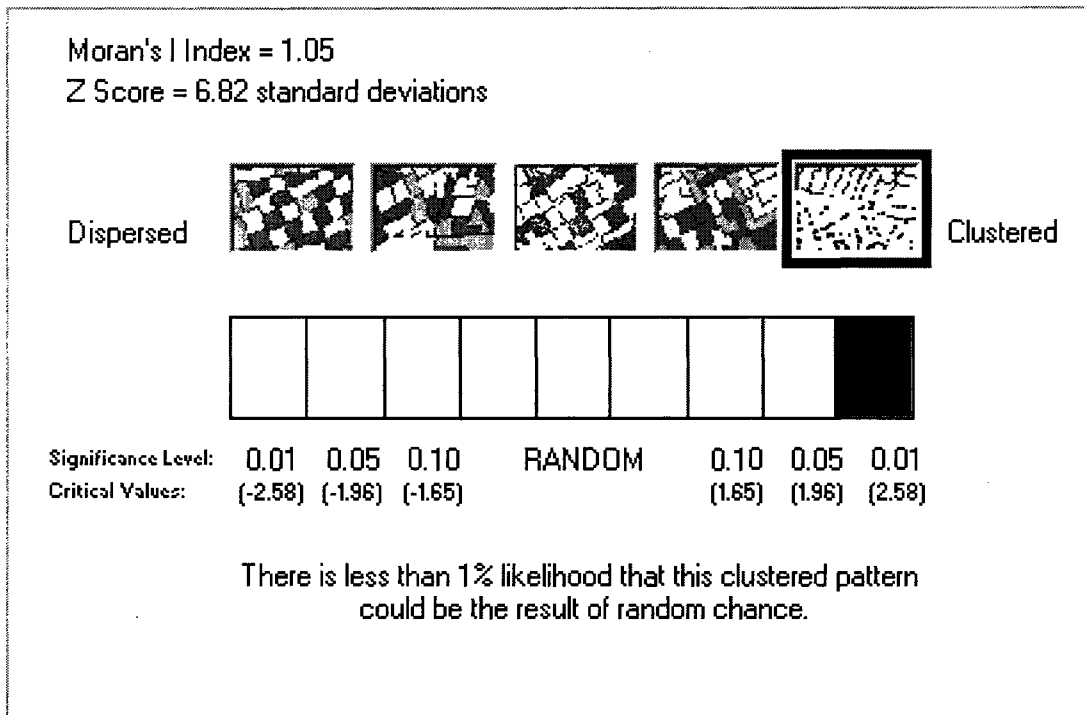 Moran's I Index = 1.05
Z Score = 6.82 standard deviations
Dispersed
Clustered
Significance Level: 0.01 0.05 0.10 RANDOM 0.10 0.05 0.01
Critical Values: (-2.58) (-1.96) (-1.65) (1.65) (1.96) (2.58)
There is less than 1% likelihood that this clustered pattern
could be the result of random chance.